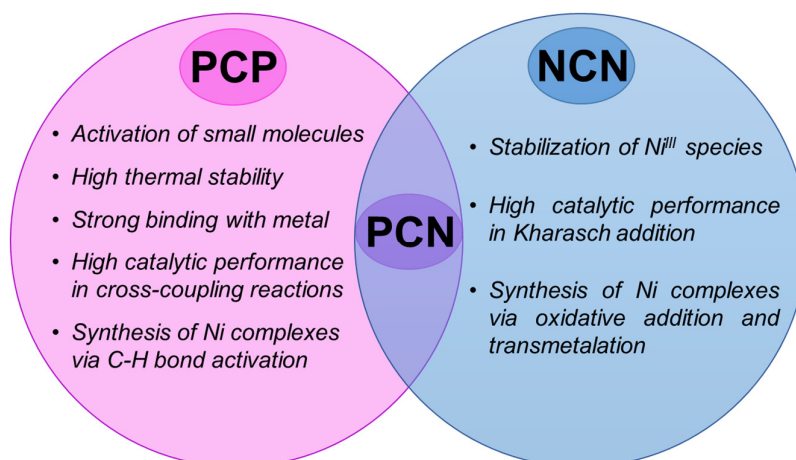 PCP
• Activation of small molecules
• High thermal stability
• Strong binding with metal
• High catalytic performance
in cross-coupling reactions
• Synthesis of Ni complexes
via C-H bond activation
PCN
NCN
• Stabilization of Niᴵᴵᴵ species
• High catalytic performance
in Kharasch addition
• Synthesis of Ni complexes
via oxidative addition and
transmetalation